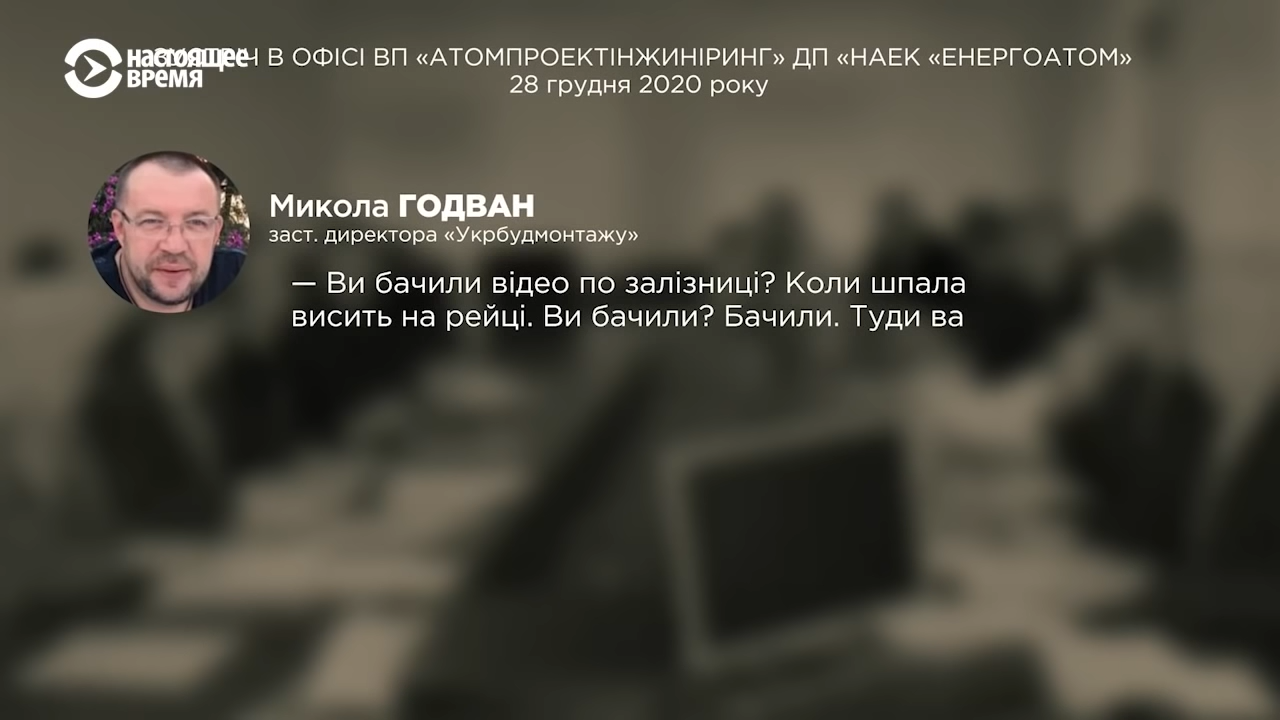 НАСТОЯЩЕЕ
ВРЕМЯ
В ОФІСІ ВП «АТОМПРОЕКТІНЖИНІРИНГ» ДП «НАЕК «ЕНЕРГОАТОМ»
28 грудня 2020 року
Микола ГОДВАН
заст. директора «Укрбудмонтажу»
— Ви бачили відео по залізниці? Коли шпала
висить на рейці. Ви бачили? Бачили. Туди ва